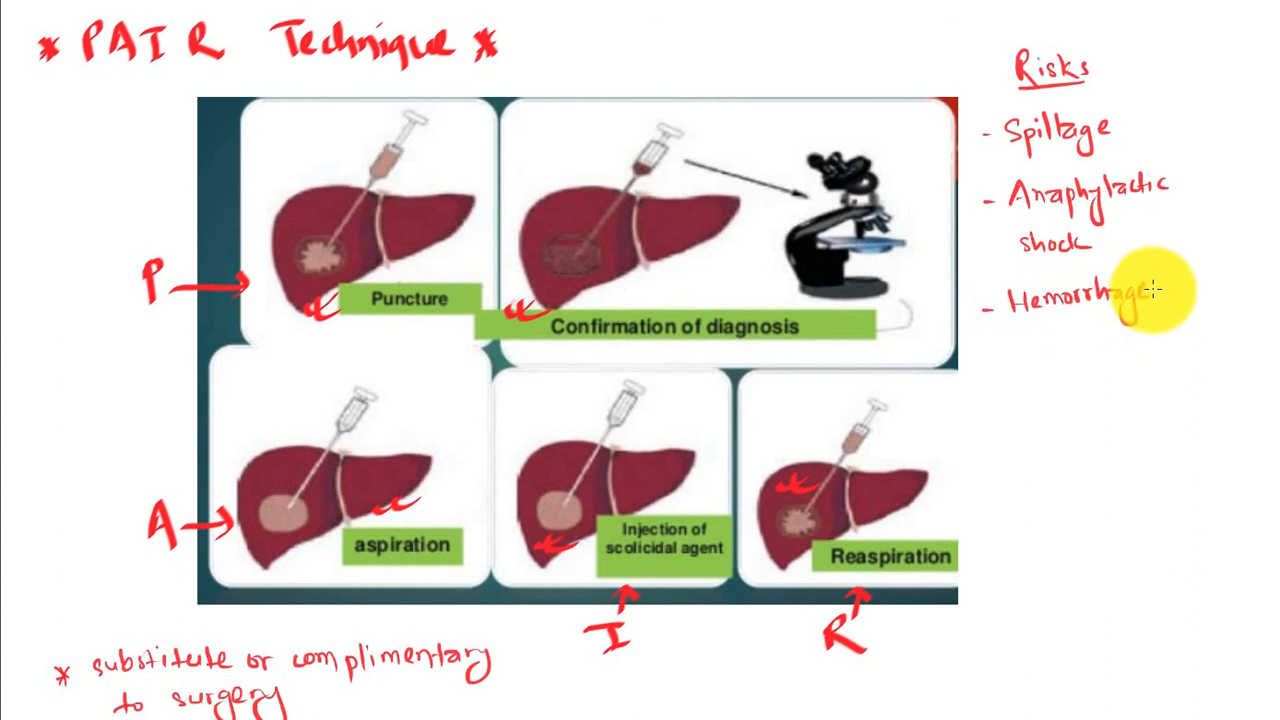 * PAIR Technique *
Risks
- Spillage
- Anaphylactic
shock
- Hemorrhage
P
Puncture
Confirmation of diagnosis
A
aspiration
Injection of
scolicidal agent
Reaspiration
I
R
* substitute or complimentary
to surgery